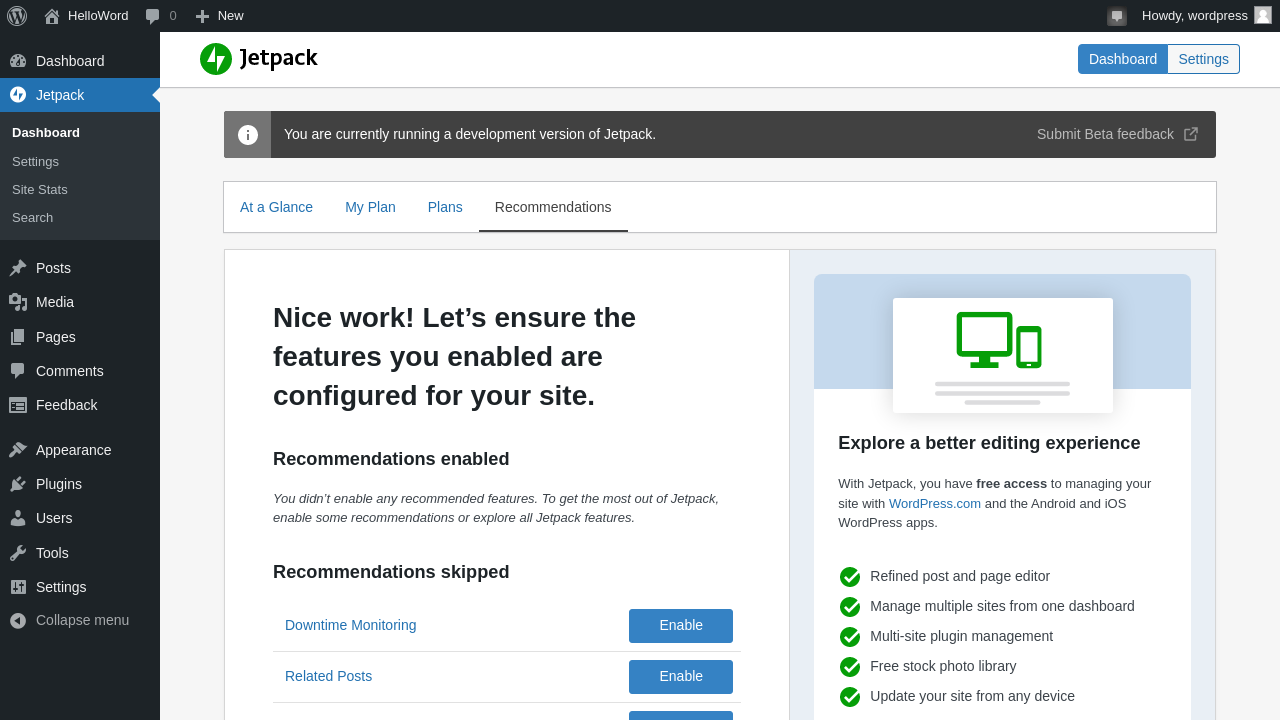 HelloWord
0
New
Howdy, wordpress
Dashboard
Jetpack
Dashboard
Settings
Site Stats
Search
Posts
Media
Pages
Comments
Feedback
Appearance
Plugins
Users
Tools
Settings
Collapse menu
Jetpack
Dashboard
Settings
You are currently running a development version of Jetpack.
Submit Beta feedback
At a Glance
My Plan
Plans
Recommendations
Nice work! Let’s ensure the
features you enabled are
configured for your site.
Recommendations enabled
You didn’t enable any recommended features. To get the most out of Jetpack,
enable some recommendations or explore all Jetpack features.
Recommendations skipped
Downtime Monitoring
Enable
Related Posts
Enable
Explore a better editing experience
With Jetpack, you have free access to managing your
site with WordPress.com and the Android and iOS
WordPress apps.
Refined post and page editor
Manage multiple sites from one dashboard
Multi-site plugin management
Free stock photo library
Update your site from any device